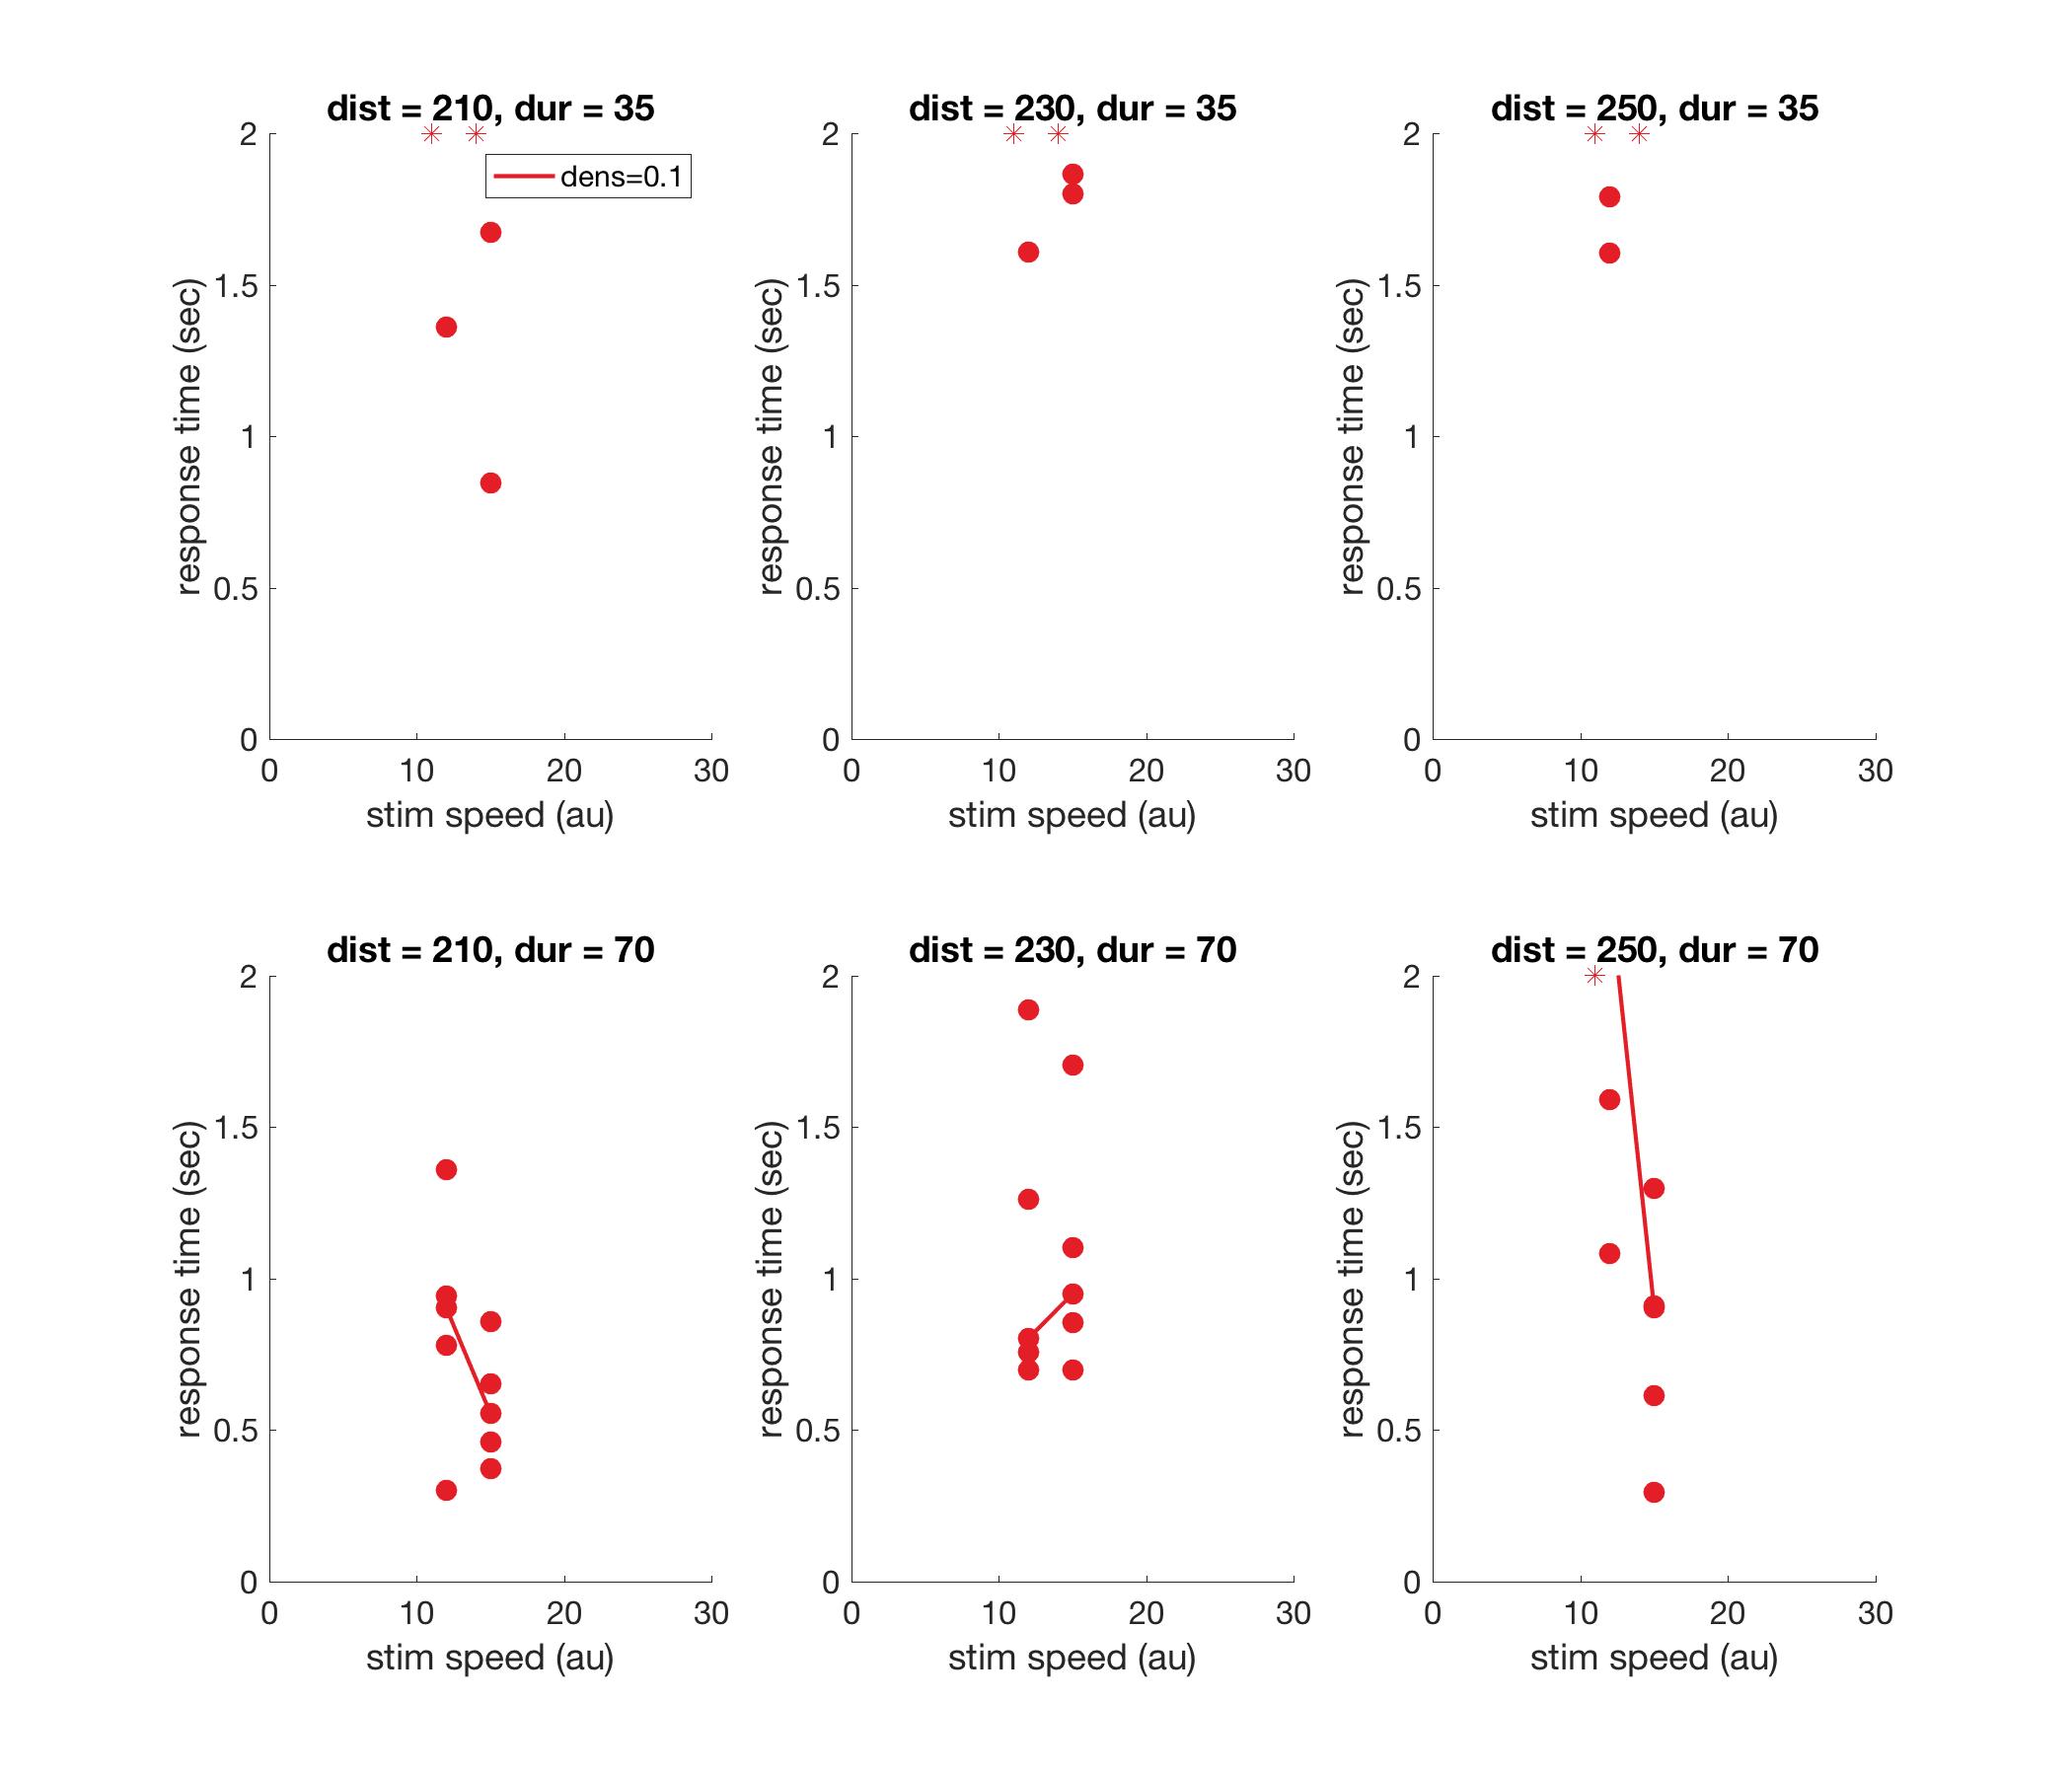 dist = 210, dur = 35
2
dens=0.1
1.5
1
0.5
0
0 10 20 30
response time (sec)
stim speed (au)
dist = 230, dur = 35
2
1.5
1
0.5
0
0 10 20 30
response time (sec)
stim speed (au)
dist = 250, dur = 35
2
1.5
1
0.5
0
0 10 20 30
response time (sec)
stim speed (au)
dist = 210, dur = 70
2
1.5
1
0.5
0
0 10 20 30
response time (sec)
stim speed (au)
dist = 230, dur = 70
2
1.5
1
0.5
0
0 10 20 30
response time (sec)
stim speed (au)
dist = 250, dur = 70
2
1.5
1
0.5
0
0 10 20 30
response time (sec)
stim speed (au)